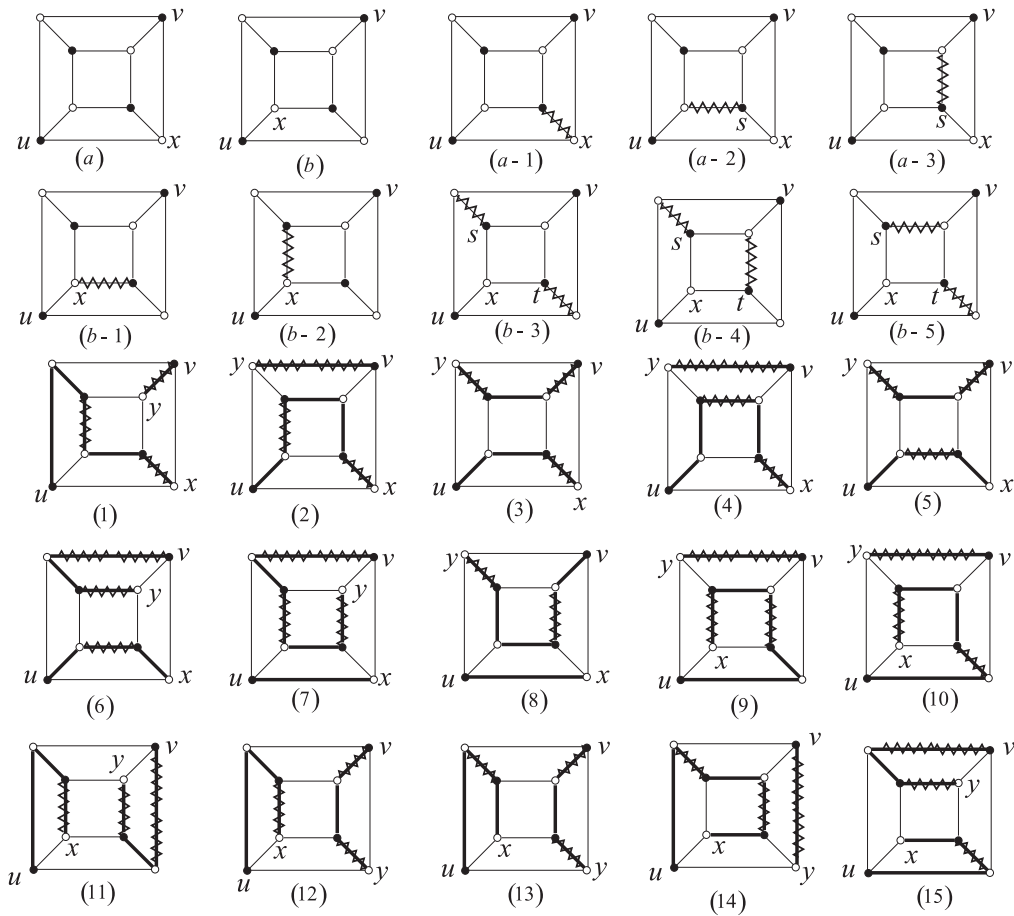 v v v v v
x s s
u x u u x u x u x
(a) (b) (a - 1) (a - 2) (a - 3)
v v v v v
s s s
x x x t x t x t
u u u u u
(b - 1) (b - 2) (b - 3) (b - 4) (b - 5)
v y v v y v v
y
u x u x u x u x u x
(1) (2) (3) (4) (5)
v v y v y v y v
y y
x x
u x u x u x u u
(6) (7) (8) (9) (10)
v v v v v
y y
x x x x x
u u y u y u y u
(11) (12) (13) (14) (15)